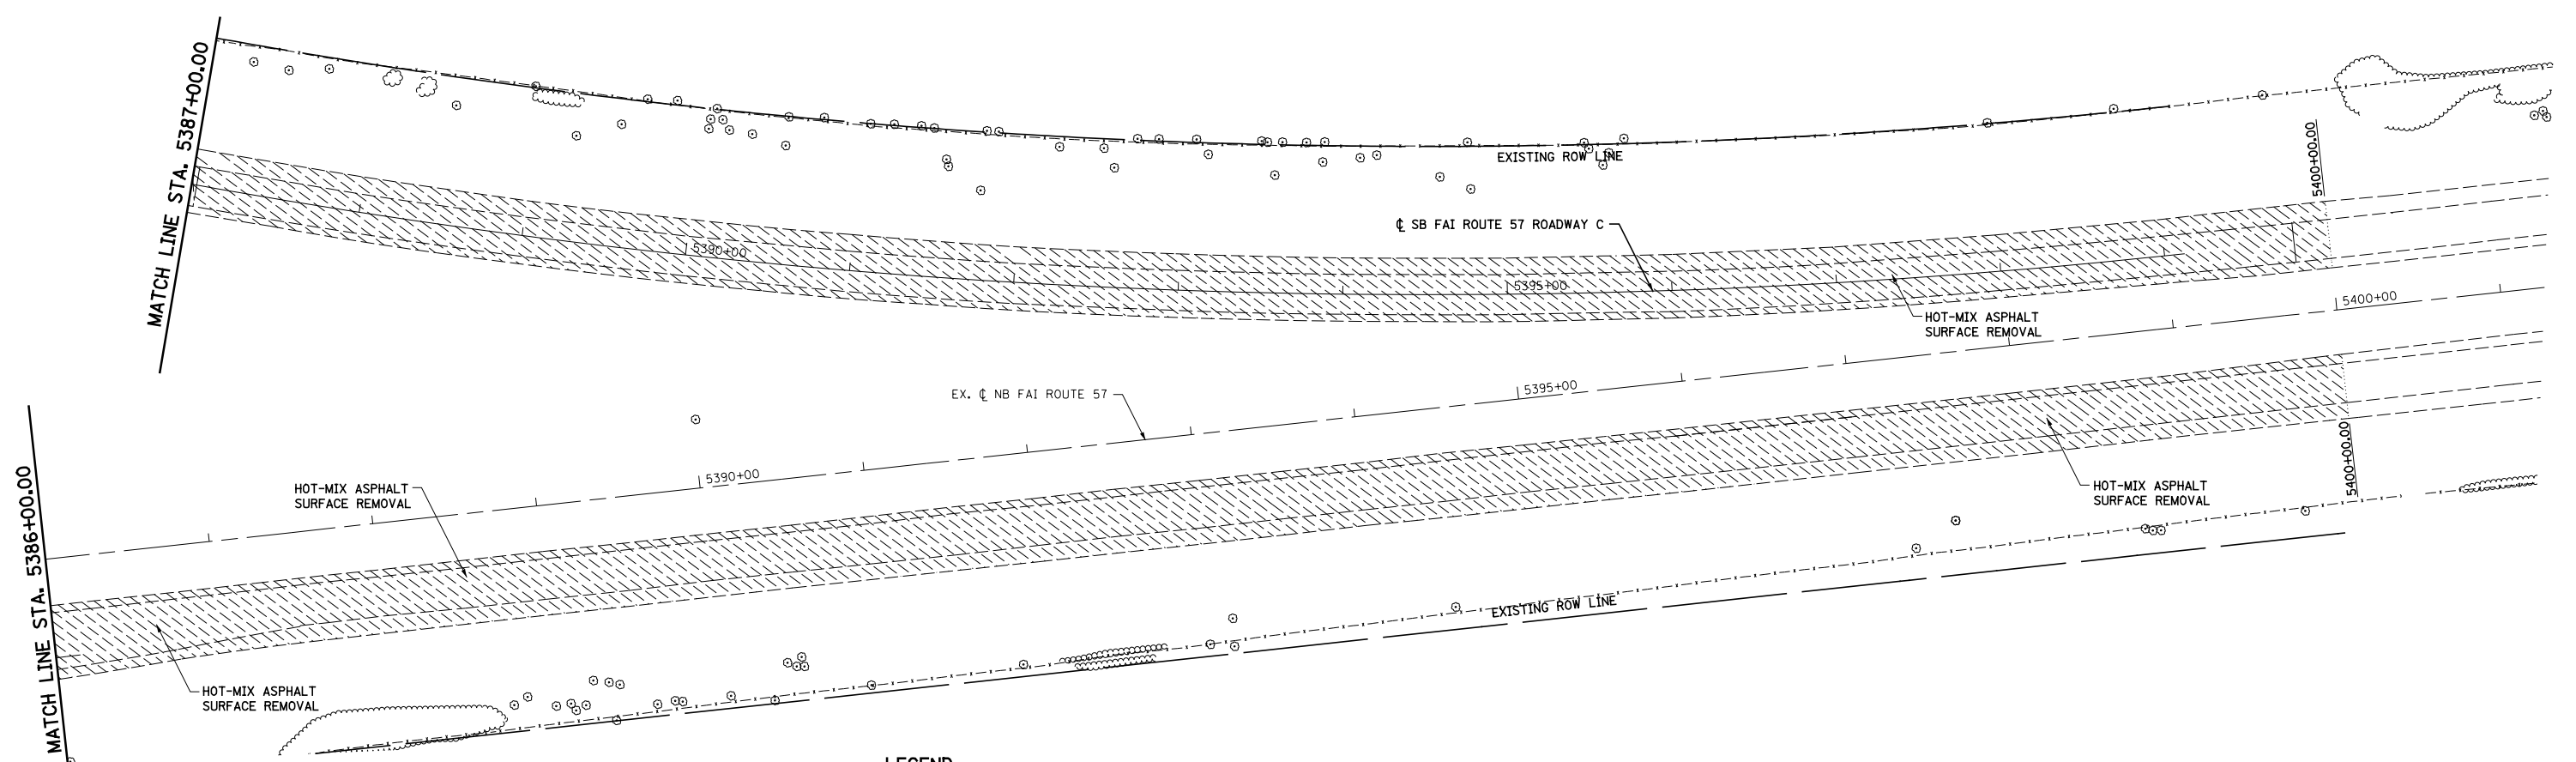 MATCH LINE STA. 5387+00.00
EXISTING ROW LINE
5400+00.00
℄ SB FAI ROUTE 57 ROADWAY C
5390+00
5395+00
HOT-MIX ASPHALT
SURFACE REMOVAL
5400+00
EX. ℄ NB FAI ROUTE 57
5395+00
5390+00
HOT-MIX ASPHALT
SURFACE REMOVAL
MATCH LINE STA. 5386+00.00
5400+00.00
HOT-MIX ASPHALT
SURFACE REMOVAL
EXISTING ROW LINE
HOT-MIX ASPHALT
SURFACE REMOVAL
LEGEND